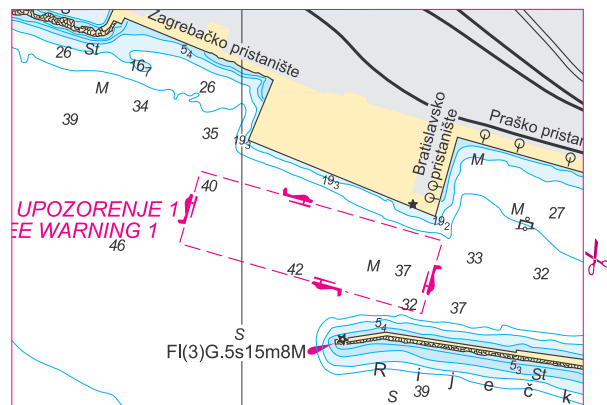 Zagrebačko pristanište
St
5₄
26
16₇
26
M
34
39
35
Bratislavsko
pristanište
Praško pristan
19₃
19₃
M
40
19₂
M
27
UPOZORENJE 1
EE WARNING 1
46
33
42
M
37
32
32
37
S
5₄
Fl(3)G.5s15m8M
5₃
St
R i j e č k
S
39